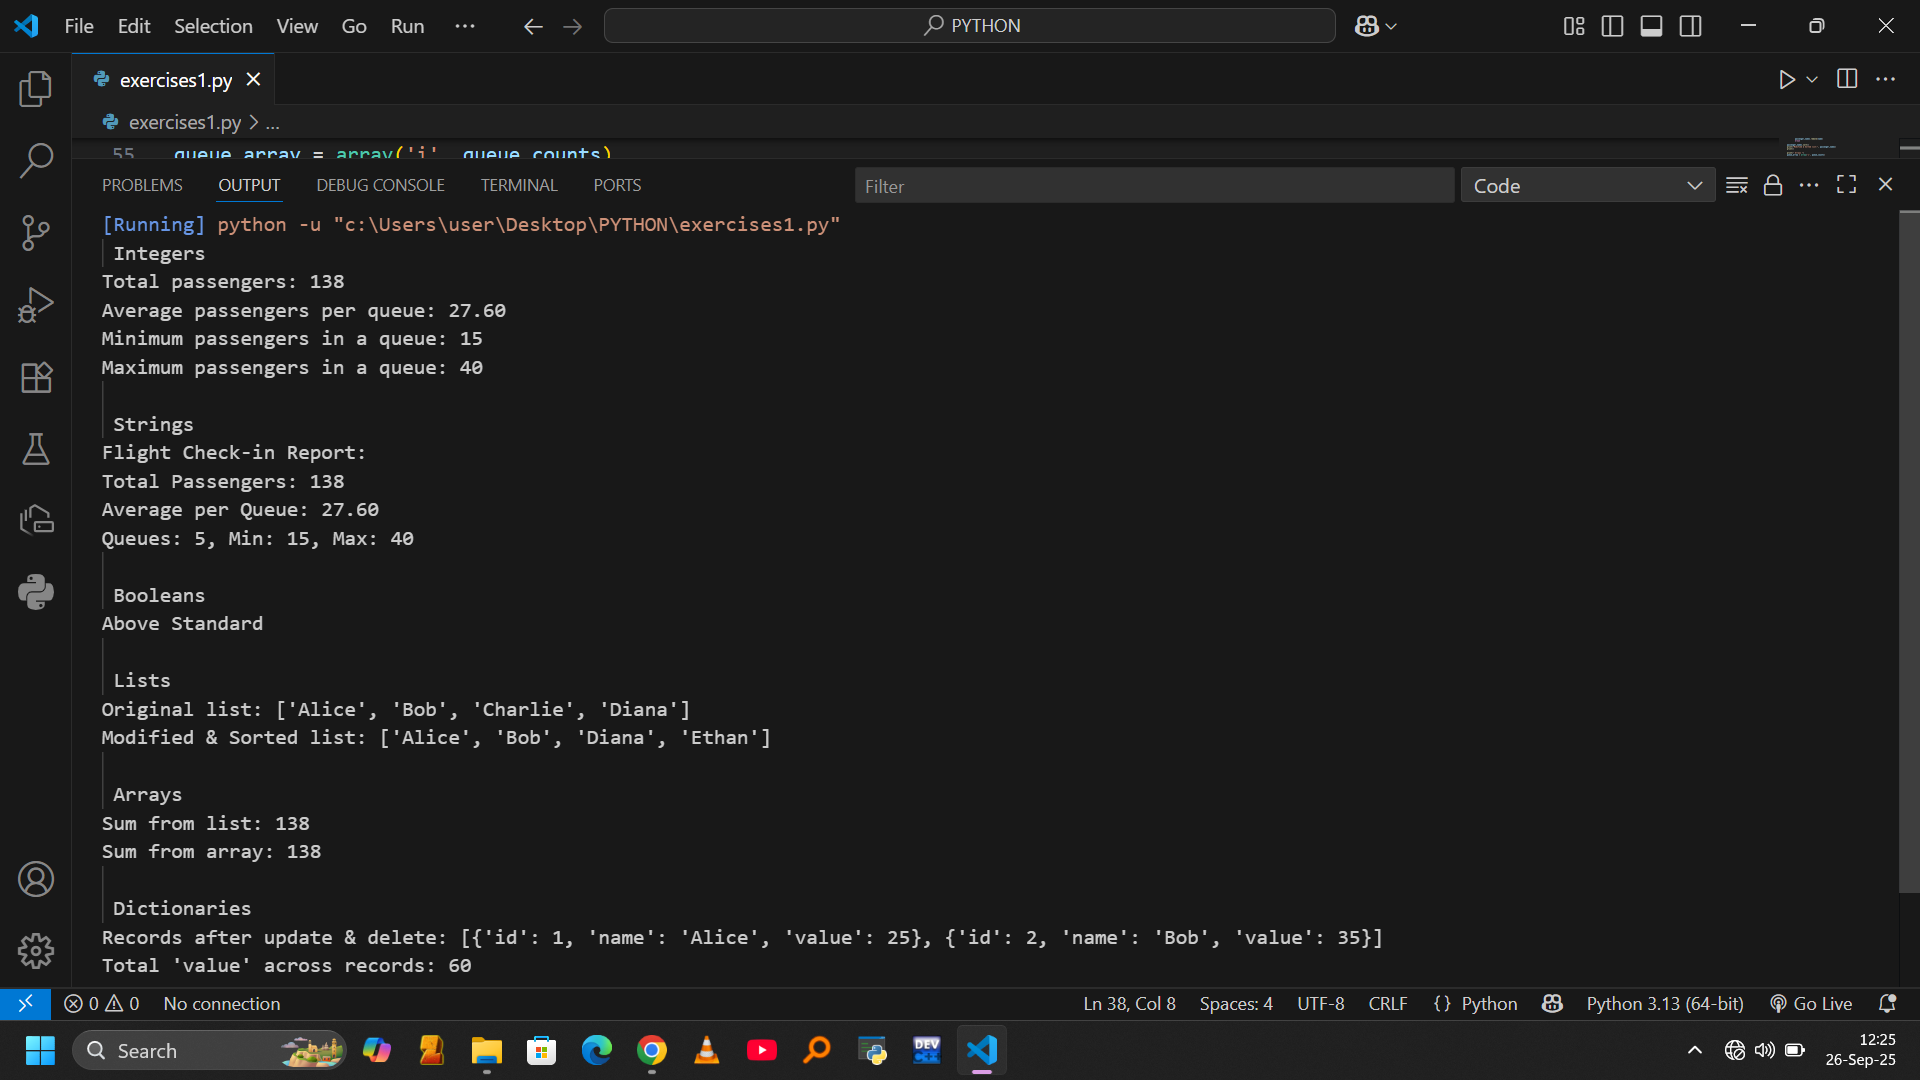 File Edit Selection View Go Run ··· PYTHON
exercises1.py
exercises1.py > ...
55 queue_array = array('i', queue_counts)
PROBLEMS OUTPUT DEBUG CONSOLE TERMINAL PORTS Filter Code
[Running] python -u "c:\Users\user\Desktop\PYTHON\exercises1.py"
Integers
Total passengers: 138
Average passengers per queue: 27.60
Minimum passengers in a queue: 15
Maximum passengers in a queue: 40
Strings
Flight Check-in Report:
Total Passengers: 138
Average per Queue: 27.60
Queues: 5, Min: 15, Max: 40
Booleans
Above Standard
Lists
Original list: ['Alice', 'Bob', 'Charlie', 'Diana']
Modified & Sorted list: ['Alice', 'Bob', 'Diana', 'Ethan']
Arrays
Sum from list: 138
Sum from array: 138
Dictionaries
Records after update & delete: [{'id': 1, 'name': 'Alice', 'value': 25}, {'id': 2, 'name': 'Bob', 'value': 35}]
Total 'value' across records: 60
0 0 No connection Ln 38, Col 8 Spaces: 4 UTF-8 CRLF {} Python Python 3.13 (64-bit) Go Live
Search DEV 12:25
26-Sep-25